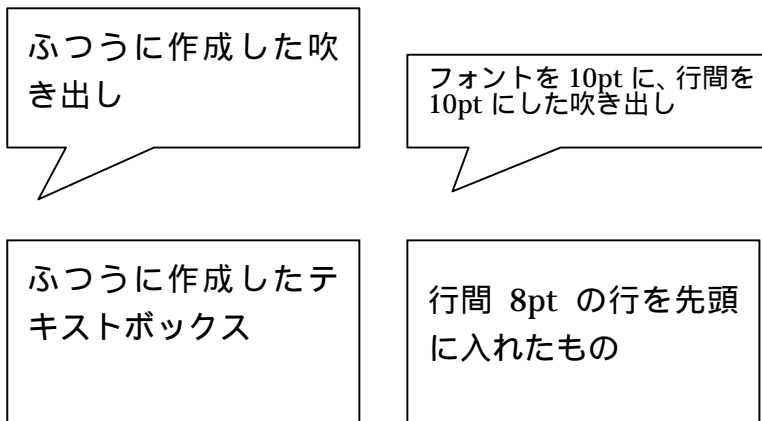 ふつうに作成した吹
き出し
フォントを 10pt に、行間を
10pt にした吹き出し
ふつうに作成したテ
キストボックス
行間 8pt の行を先頭
に入れたもの